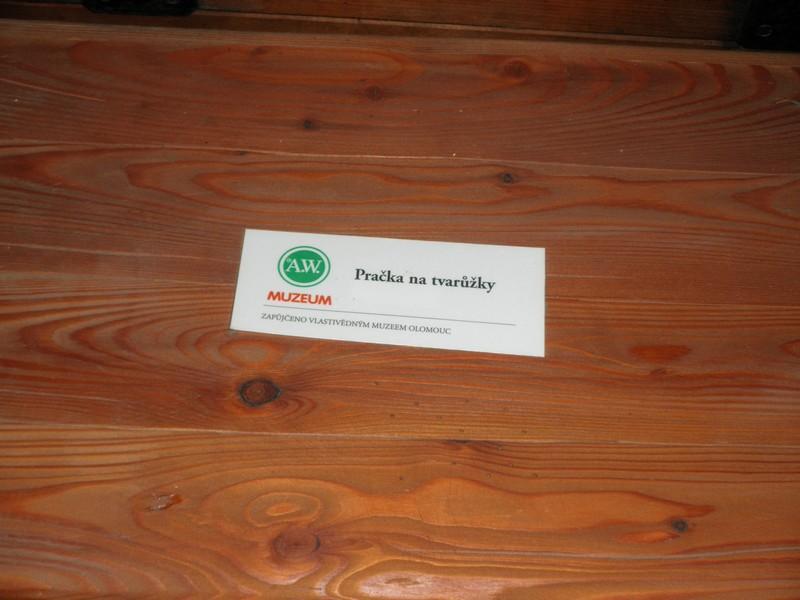 A.W.
MUZEUM
Pračka na tvarůžky
ZAPŮJČENO VLASTIVĚDNÝM MUZEEM OLOMOUC